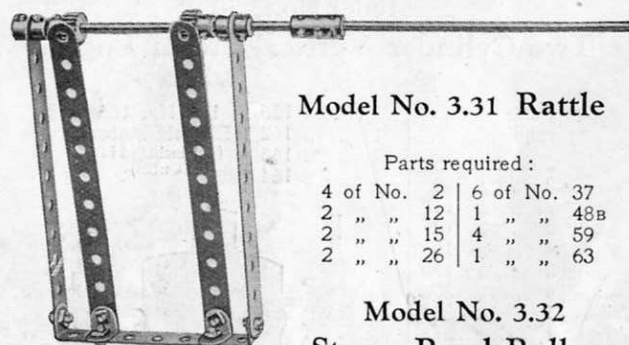 Model No. 3.31 Rattle
Parts required :
4 of No. 2 | 6 of No. 37
2 „ „ 12 | 1 „ „ 48B
2 „ „ 15 | 4 „ „ 59
2 „ „ 26 | 1 „ „ 63
Model No. 3.32